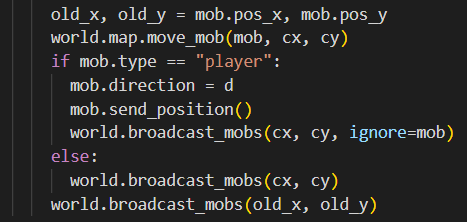 old_x, old_y = mob.pos_x, mob.pos_y
world.map.move_mob(mob, cx, cy)
if mob.type == "player":
  mob.direction = d
  mob.send_position()
  world.broadcast_mobs(cx, cy, ignore=mob)
else:
  world.broadcast_mobs(cx, cy)
world.broadcast_mobs(old_x, old_y)